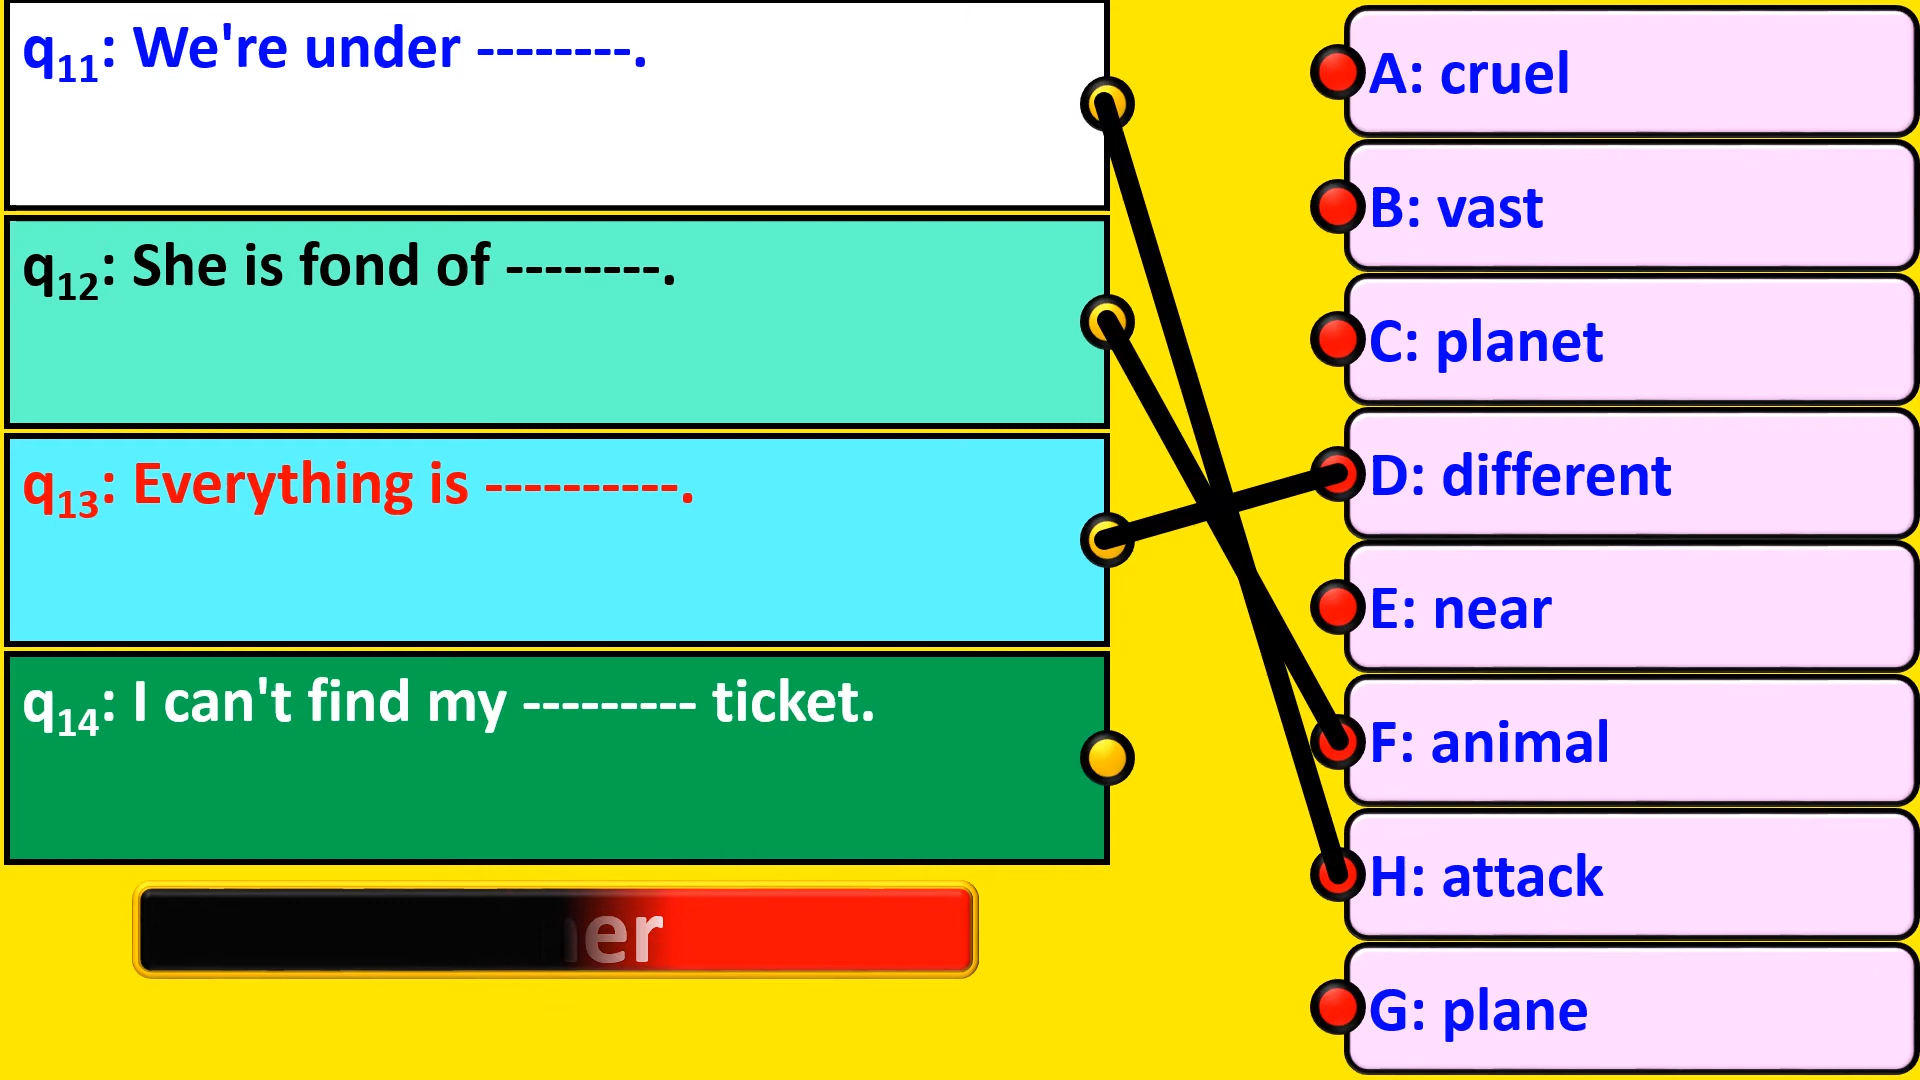 q11: We're under --------.
q12: She is fond of --------.
q13: Everything is ----------.
q14: I can't find my --------- ticket.
A: cruel
B: vast
C: planet
D: different
E: near
F: animal
H: attack
G: plane